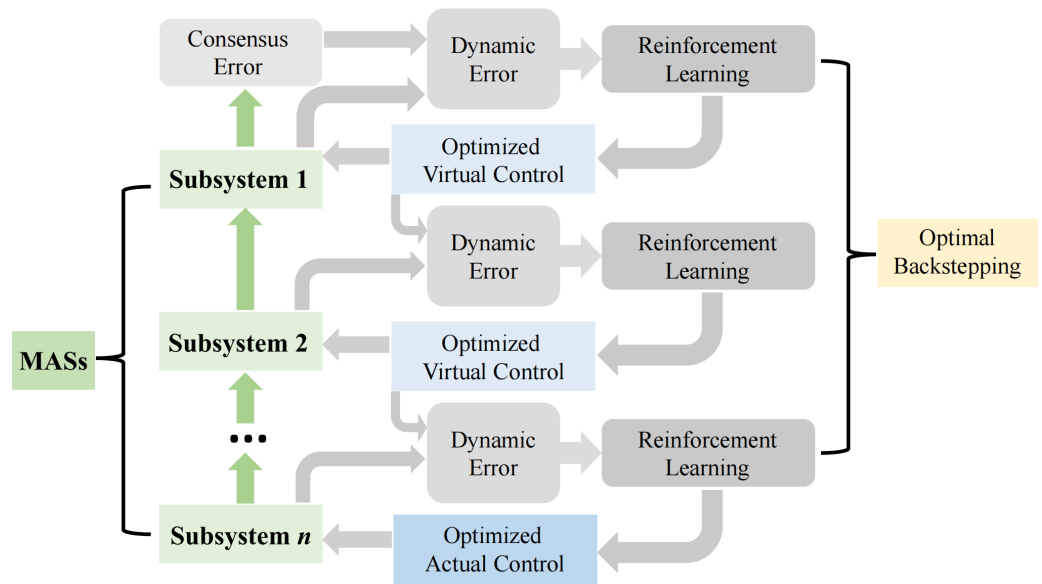 Consensus
Error
Dynamic
Error
Reinforcement
Learning
Optimized
Virtual Control
Subsystem 1
Dynamic
Error
Reinforcement
Learning
Optimal
Backstepping
Subsystem 2
Optimized
Virtual Control
MASs
...
Dynamic
Error
Reinforcement
Learning
Subsystem n
Optimized
Actual Control